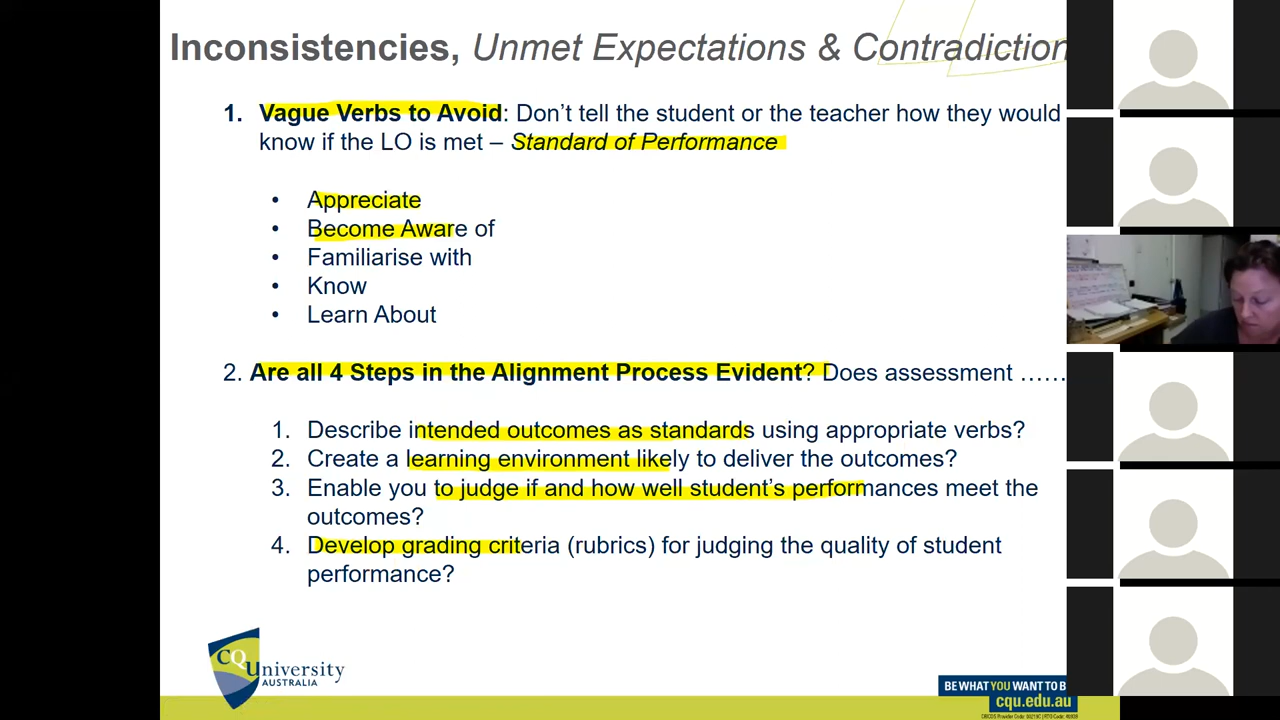 Inconsistencies, Unmet Expectations & Contradiction
1. Vague Verbs to Avoid: Don't tell the student or the teacher how they would
know if the LO is met – Standard of Performance
• Appreciate
• Become Aware of
• Familiarise with
• Know
• Learn About
2. Are all 4 Steps in the Alignment Process Evident? Does assessment ……
1. Describe intended outcomes as standards using appropriate verbs?
2. Create a learning environment likely to deliver the outcomes?
3. Enable you to judge if and how well student's performances meet the
outcomes?
4. Develop grading criteria (rubrics) for judging the quality of student
performance?
CQUniversity
AUSTRALIA
BE WHAT YOU WANT TO B
cqu.edu.au